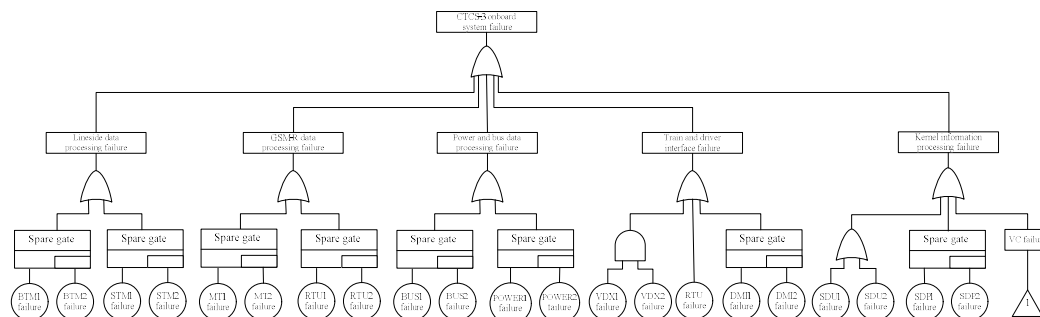 CTCS-3 onboard
system failure
Lineside data
processing failure
GSM-R data
processing failure
Power and bus data
processing failure
Train and driver
interface failure
Kernel information
processing failure
Spare gate
Spare gate
Spare gate
Spare gate
Spare gate
Spare gate
Spare gate
Spare gate
VC failure
BTM1
failure
BTM2
failure
STM1
failure
STM2
failure
MT1
failure
MT2
failure
RTU1
failure
RTU2
failure
BUS1
failure
BUS2
failure
POWER1
failure
POWER2
failure
VDX1
failure
VDX2
failure
RTU
failure
DMI1
failure
DMI2
failure
SDU1
failure
SDU2
failure
SDP1
failure
SDP2
failure
1